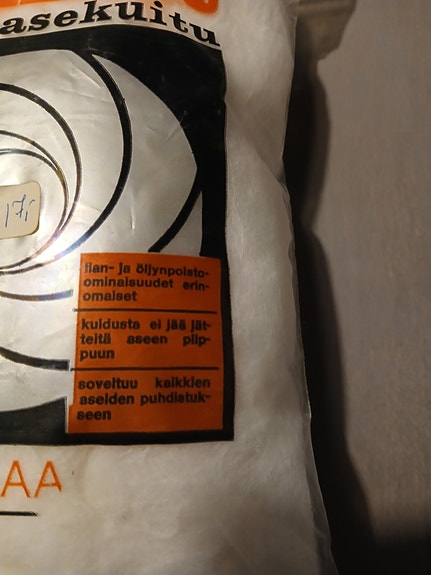 asekuitu
lian- ja öljynpoisto-
ominaisuudet erin-
omaiset
kuidusta ei jää jät-
teitä aseen piip-
puun
soveltuu kaikkien
aseiden puhdistuk-
seen
AA